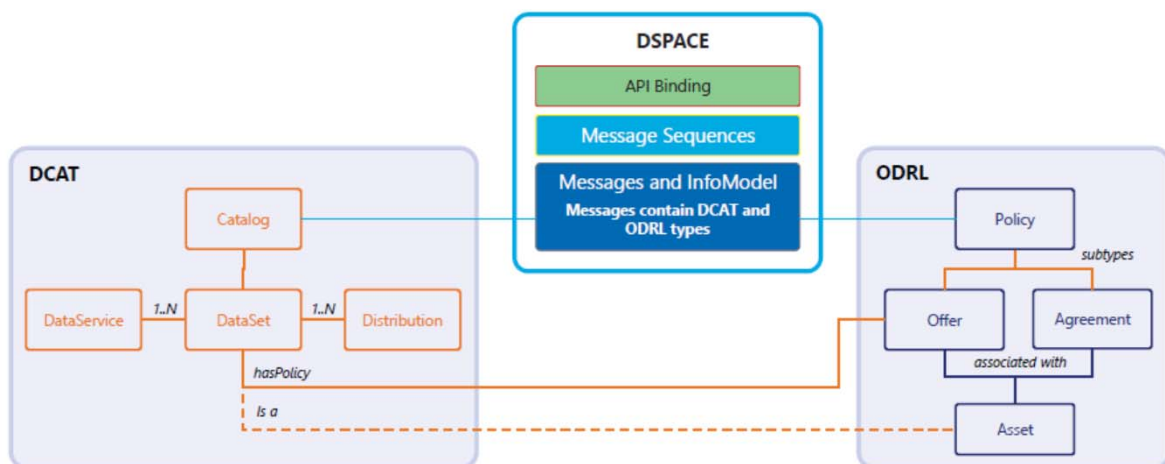 DSPACE
API Binding
Message Sequences
Messages and InfoModel
Messages contain DCAT and
ODRL types
DCAT
Catalog
DataService
1..N
DataSet
1..N
Distribution
hasPolicy
Is a
ODRL
Policy
subtypes
Offer
Agreement
associated with
Asset